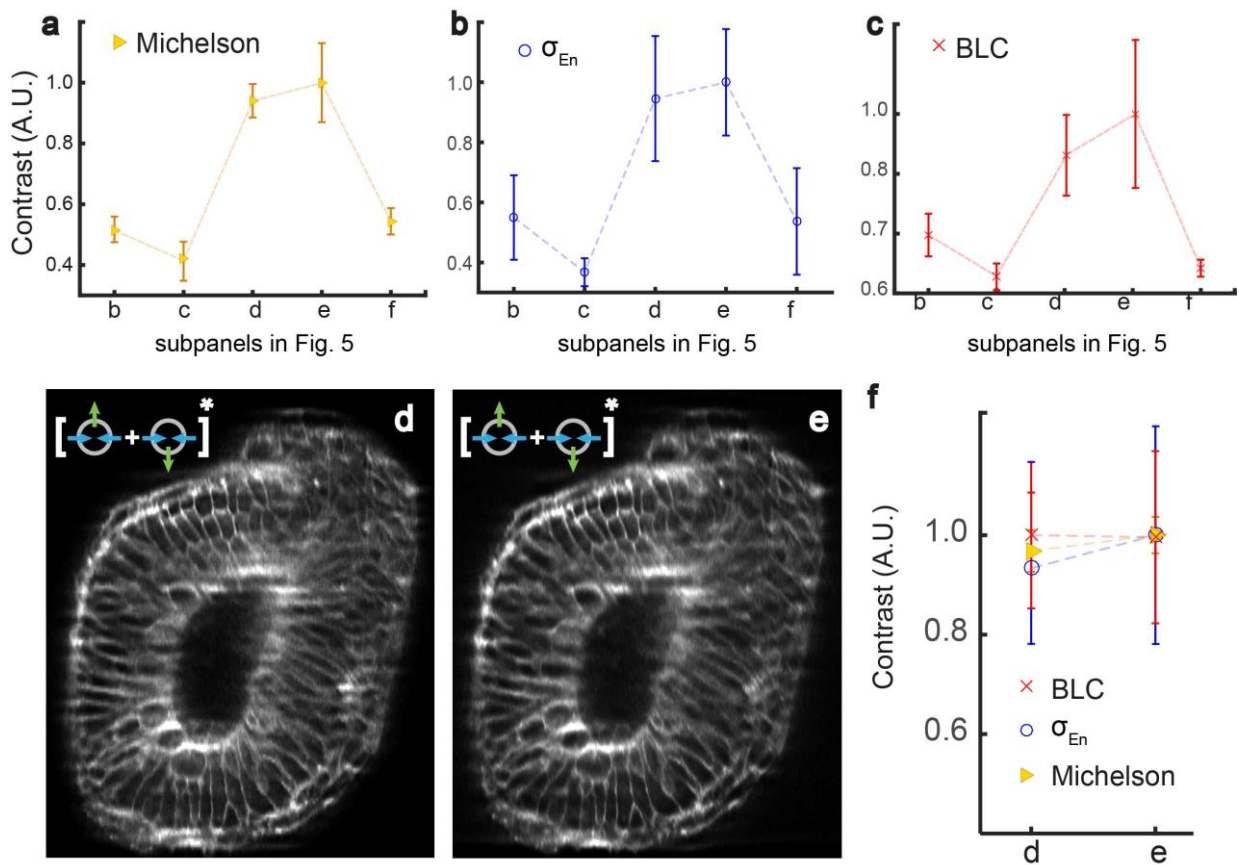 a
Michelson
Contrast (A.U.)
1.0
0.8
0.6
0.4
b c d e f
subpanels in Fig. 5
b
σEn
1.0
0.8
0.6
0.4
b c d e f
subpanels in Fig. 5
c
BLC
1.0
0.8
0.7
0.6
b c d e f
subpanels in Fig. 5
[ + ]* d
[ + ]* e
f
Contrast (A.U.)
1.0
0.8
0.6
BLC
σEn
Michelson
d e